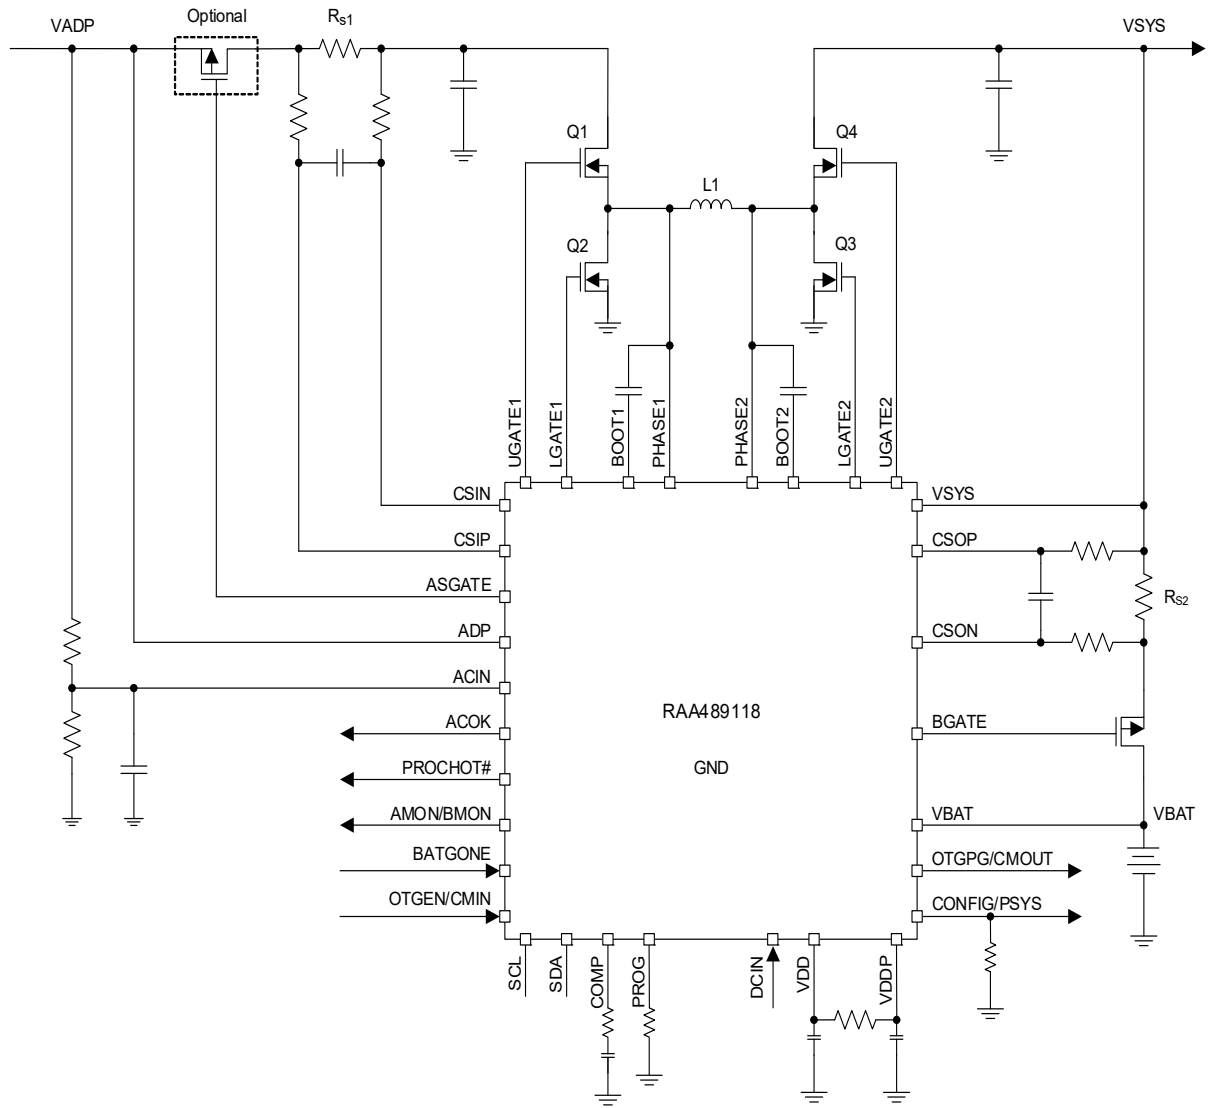 VADP
Optional
Rs1
VSYS
Q1
Q4
L1
Q2
Q3
UGATE1
LGATE1
BOOT1
PHASE1
PHASE2
BOOT2
LGATE2
UGATE2
CSIN
VSYS
CSIP
CSOP
ASGATE
RS2
ADP
CSON
ACIN
RAA489118
ACOK
BGATE
PROCHOT#
GND
AMON/BMON
VBAT
VBAT
BATGONE
OTGPG/CMOUT
OTGEN/CMIN
CONFIG/PSYS
SCL
SDA
COMP
PROG
DCIN
VDD
VDDP